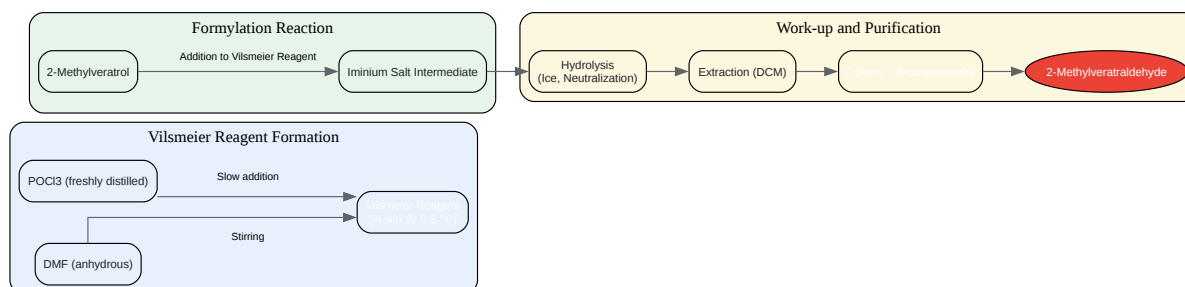 Formylation Reaction
2-Methylveratrol
Addition to Vilsmeier Reagent
Iminium Salt Intermediate
Work-up and Purification
Hydrolysis
(Ice, Neutralization)
Extraction (DCM)
Column Chromatography
2-Methylveratraldehyde
Vilsmeier Reagent Formation
POCl3 (freshly distilled)
Slow addition
Vilsmeier Reagent
(in situ @ 0-5 °C)
Stirring
DMF (anhydrous)